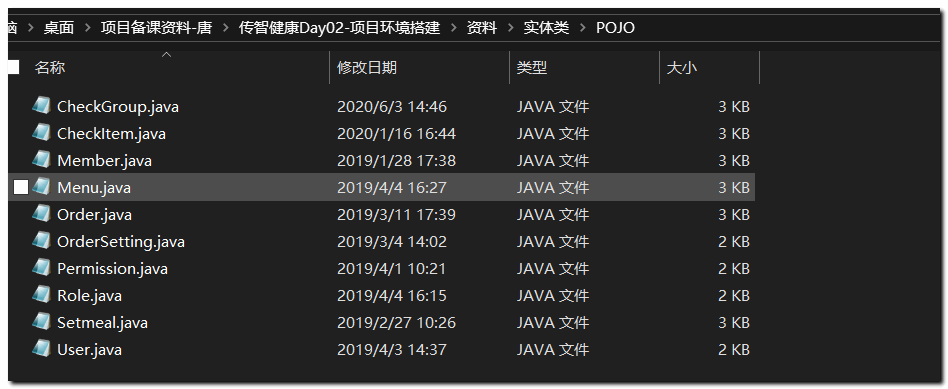 脑 > 桌面 > 项目备课资料-唐 > 传智健康Day02-项目环境搭建 > 资料 > 实体类 > POJO
名称 修改日期 类型 大小
CheckGroup.java 2020/6/3 14:46 JAVA 文件 3 KB
CheckItem.java 2020/1/16 16:44 JAVA 文件 3 KB
Member.java 2019/1/28 17:38 JAVA 文件 3 KB
Menu.java 2019/4/4 16:27 JAVA 文件 3 KB
Order.java 2019/3/11 17:39 JAVA 文件 3 KB
OrderSetting.java 2019/3/4 14:02 JAVA 文件 2 KB
Permission.java 2019/4/1 10:21 JAVA 文件 2 KB
Role.java 2019/4/4 16:15 JAVA 文件 2 KB
Setmeal.java 2019/2/27 10:26 JAVA 文件 3 KB
User.java 2019/4/3 14:37 JAVA 文件 2 KB